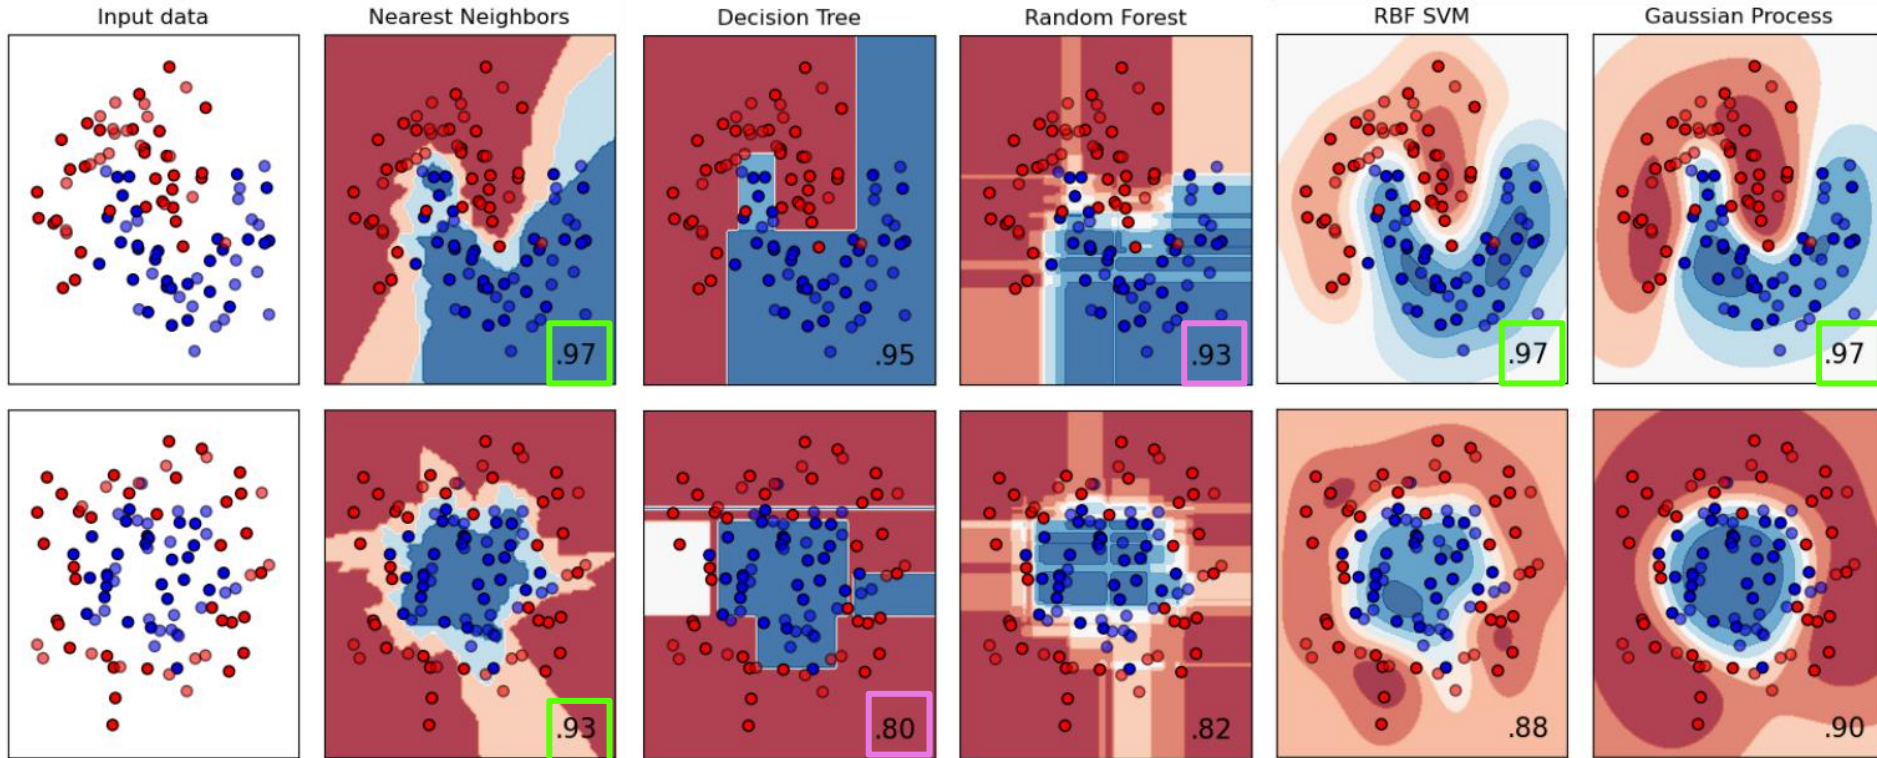 Input data
Nearest Neighbors
Decision Tree
Random Forest
RBF SVM
Gaussian Process
.97
.95
.93
.97
.97
.93
.80
.82
.88
.90